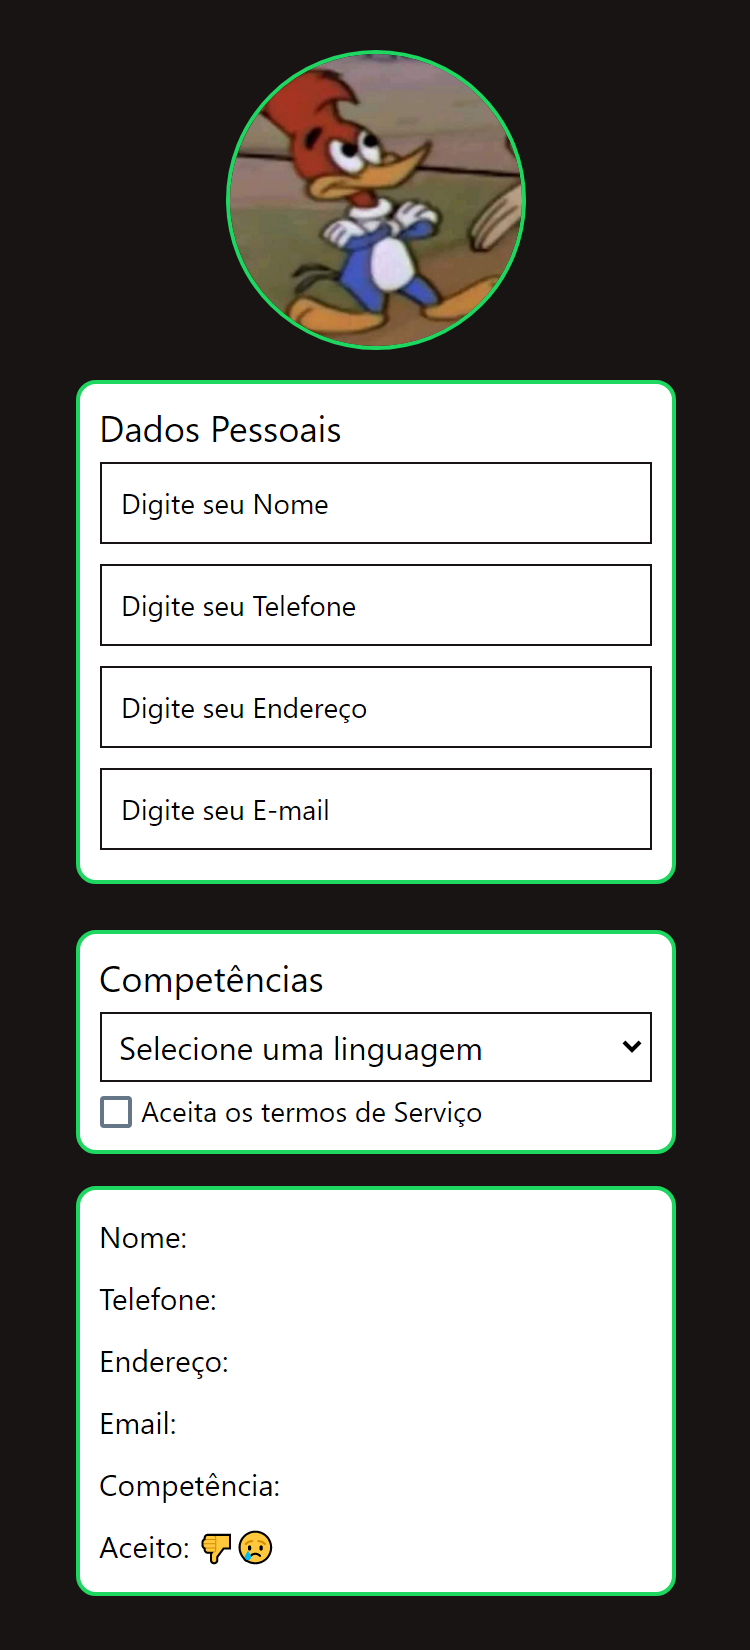 Dados Pessoais
Digite seu Nome
Digite seu Telefone
Digite seu Endereço
Digite seu E-mail
Competências
Selecione uma linguagem
Aceita os termos de Serviço
Nome:
Telefone:
Endereço:
Email:
Competência:
Aceito: 👎😢